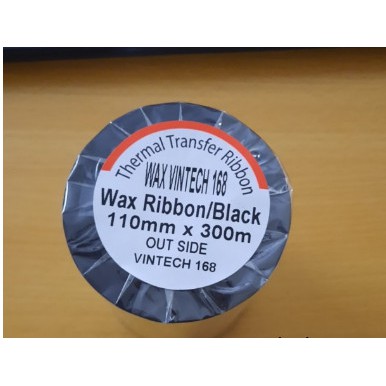 Thermal Transfer Ribbon
WAX VINTECH 168
Wax Ribbon/Black
110mm x 300m
OUT SIDE
VINTECH 168